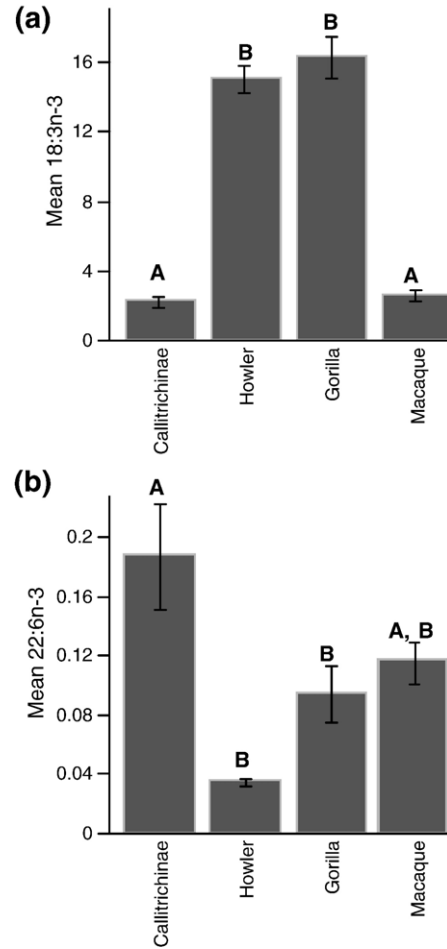 (a)
Mean 18:3n-3
16
12
8
4
0
A
B
B
A
Callitrichinae
Howler
Gorilla
Macaque
(b)
Mean 22:6n-3
0.2
0.16
0.12
0.08
0.04
0
A
B
B
A, B
Callitrichinae
Howler
Gorilla
Macaque